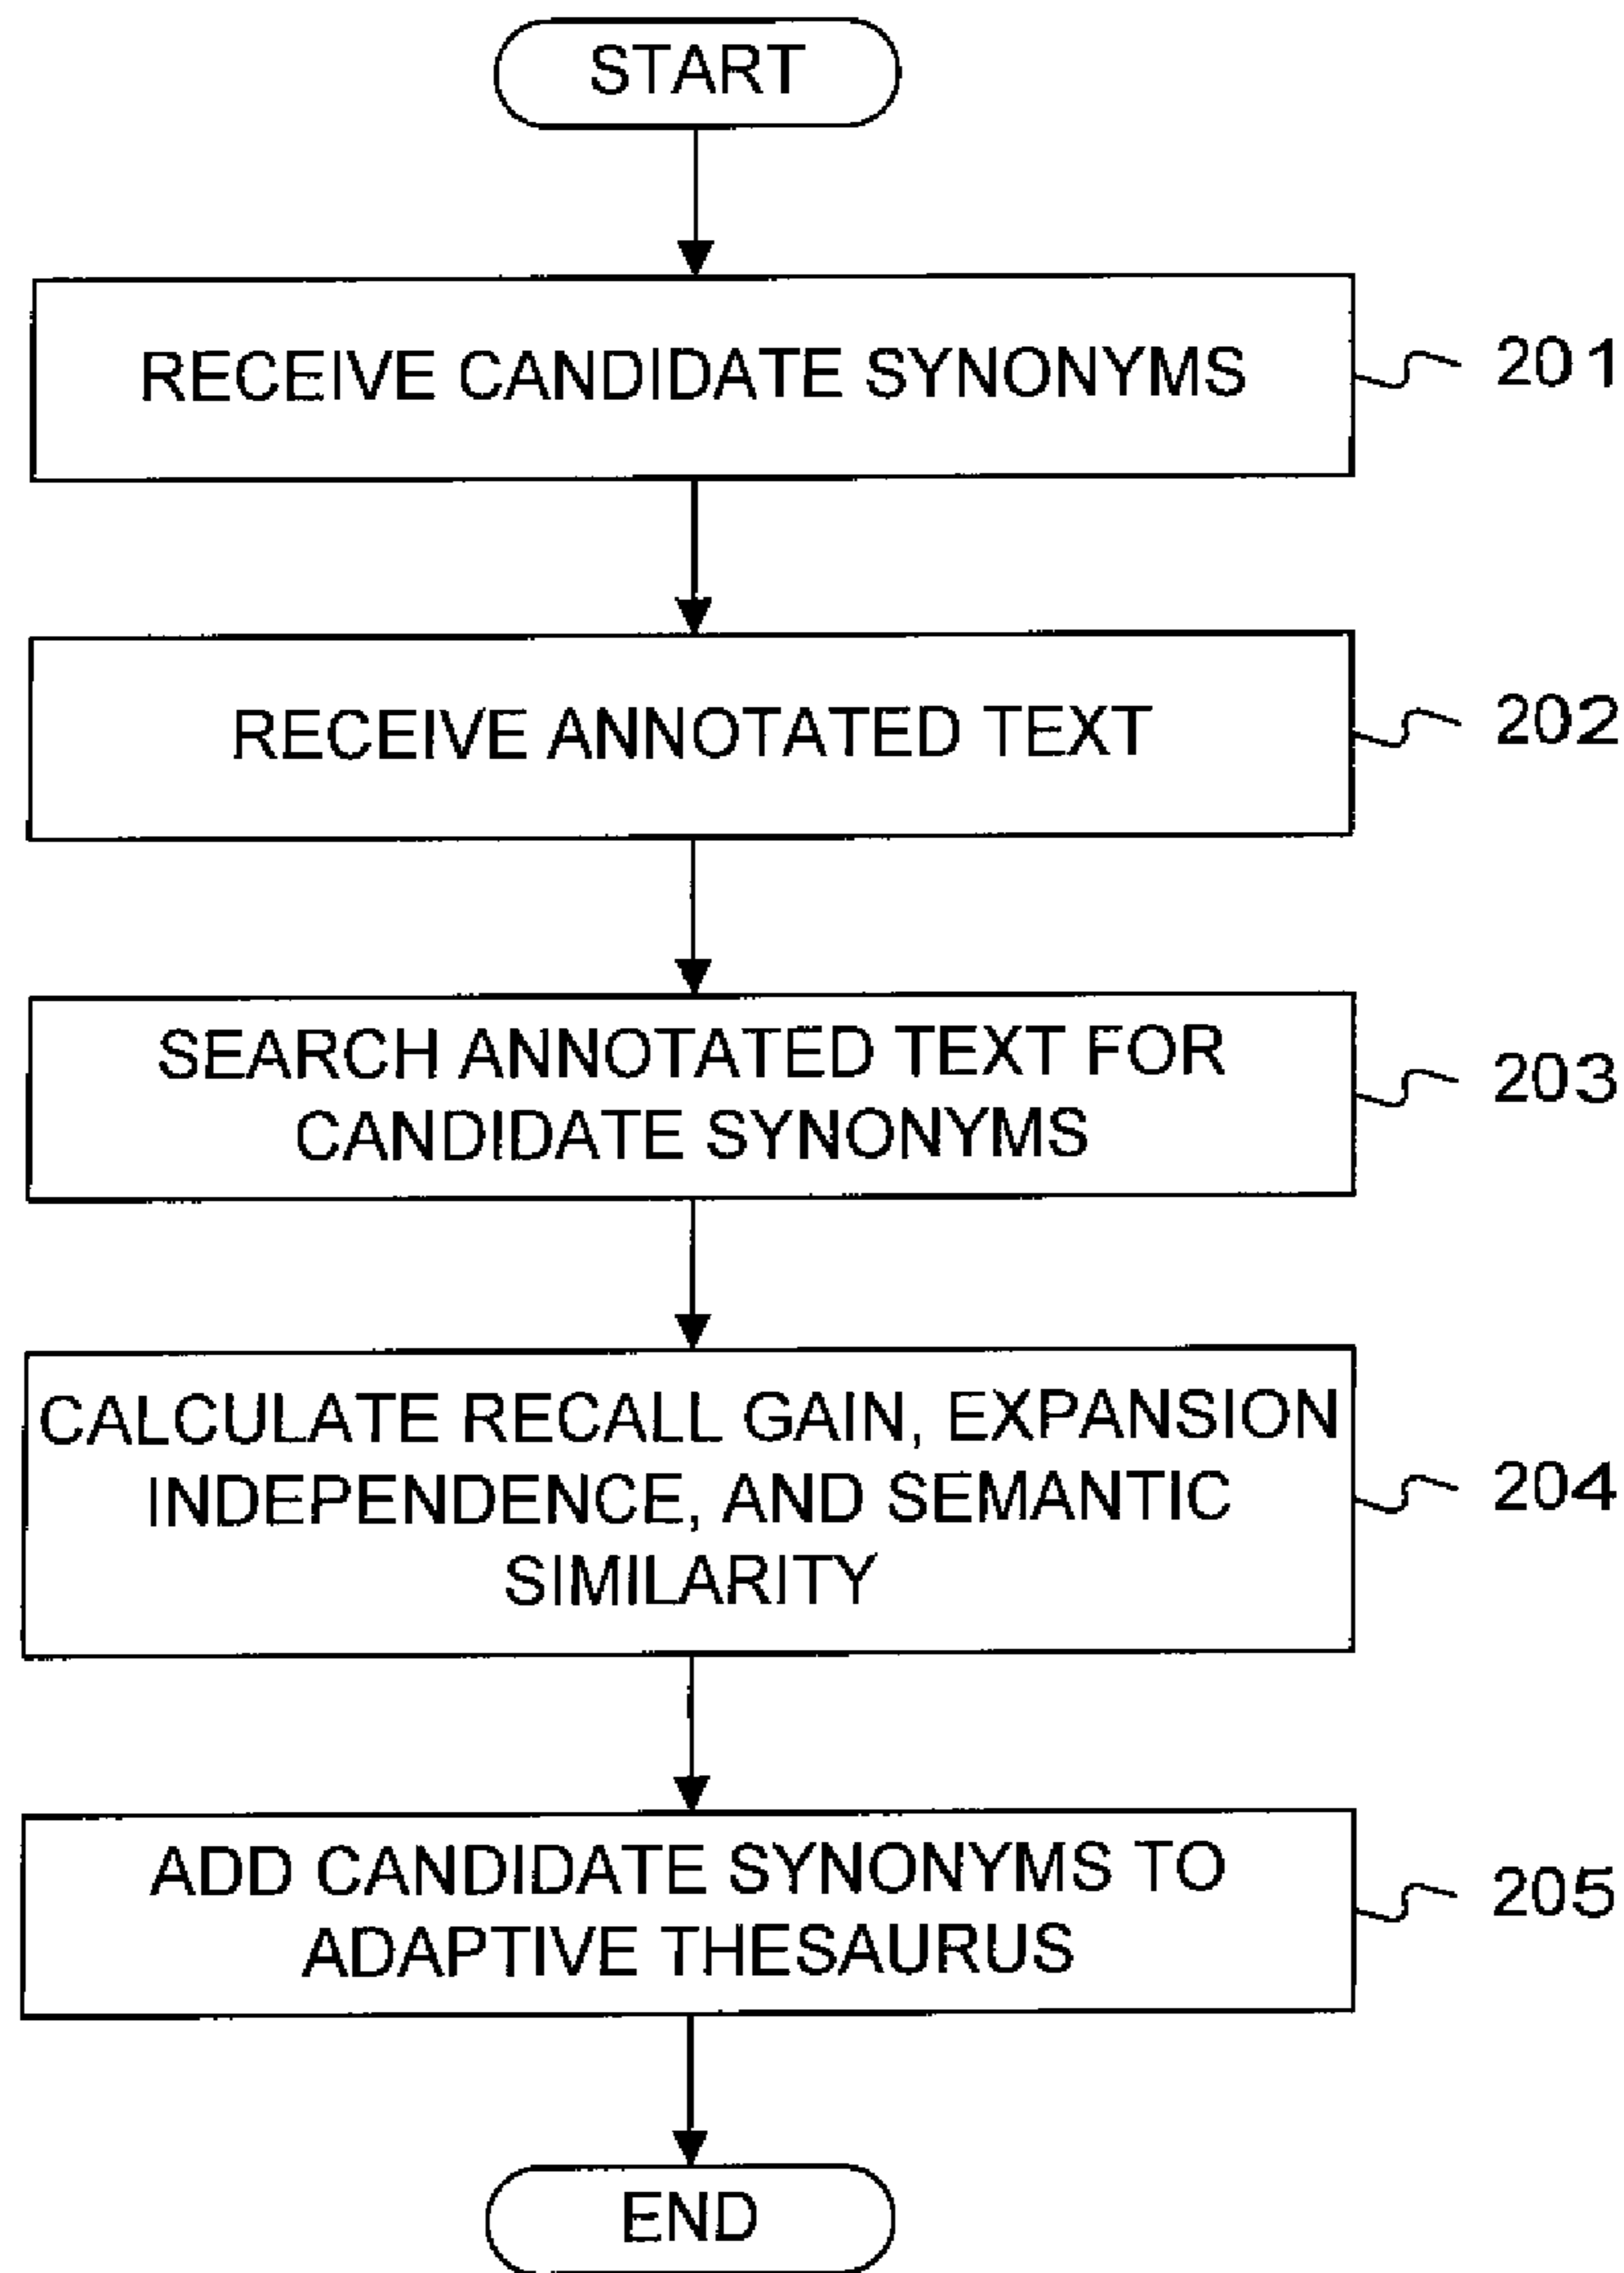 START
RECEIVE CANDIDATE SYNONYMS
201
RECEIVE ANNOTATED TEXT
202
SEARCH ANNOTATED TEXT FOR
CANDIDATE SYNONYMS
203
CALCULATE RECALL GAIN, EXPANSION
INDEPENDENCE, AND SEMANTIC
SIMILARITY
204
ADD CANDIDATE SYNONYMS TO
ADAPTIVE THESAURUS
205
END